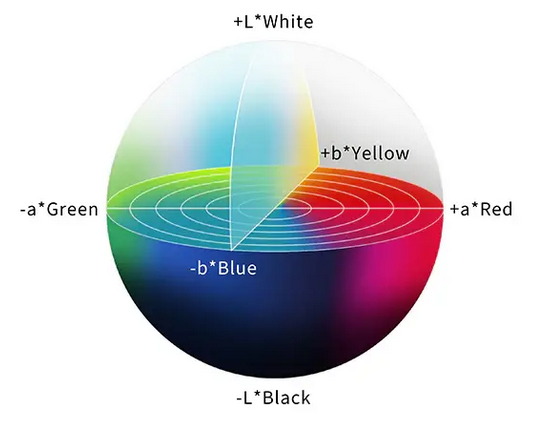 +L*White
+b*Yellow
-a*Green
+a*Red
-b*Blue
-L*Black